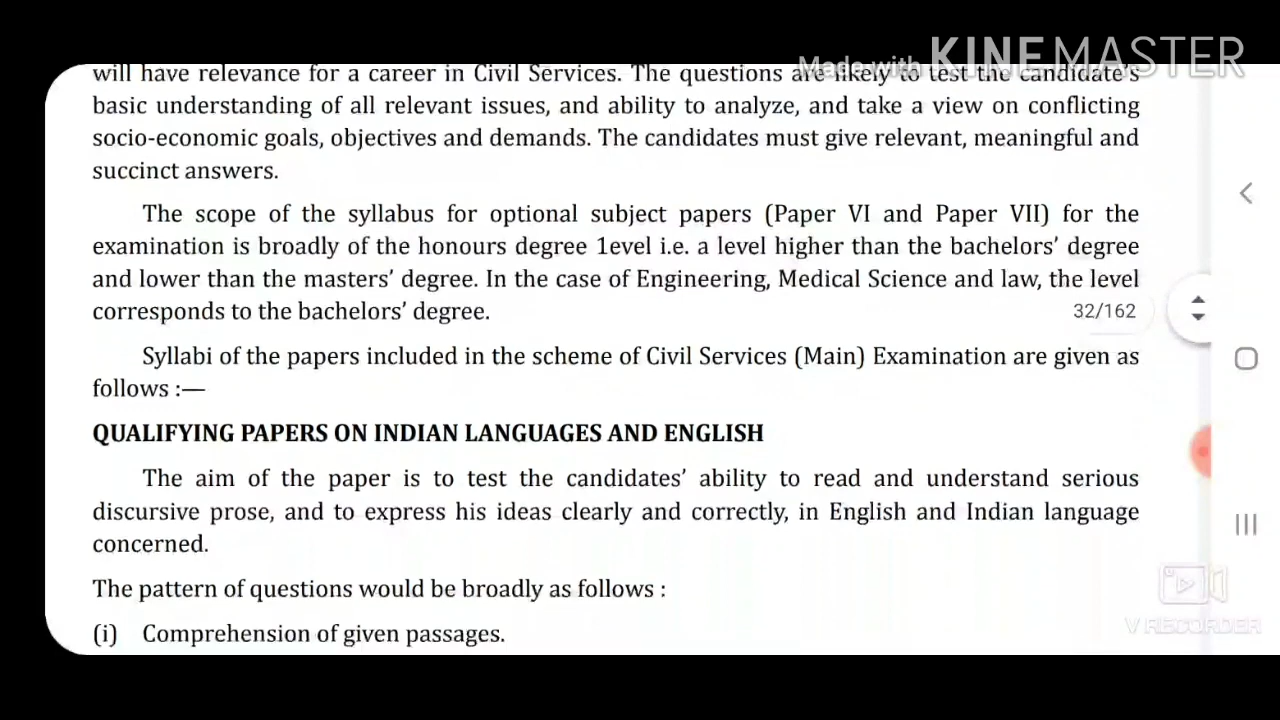 Made with KINEMASTER
will have relevance for a career in Civil Services. The questions are likely to test the candidate's
basic understanding of all relevant issues, and ability to analyze, and take a view on conflicting
socio-economic goals, objectives and demands. The candidates must give relevant, meaningful and
succinct answers.
The scope of the syllabus for optional subject papers (Paper VI and Paper VII) for the
examination is broadly of the honours degree 1evel i.e. a level higher than the bachelors' degree
and lower than the masters' degree. In the case of Engineering, Medical Science and law, the level
corresponds to the bachelors' degree.
32/162
Syllabi of the papers included in the scheme of Civil Services (Main) Examination are given as
follows :—
QUALIFYING PAPERS ON INDIAN LANGUAGES AND ENGLISH
The aim of the paper is to test the candidates' ability to read and understand serious
discursive prose, and to express his ideas clearly and correctly, in English and Indian language
concerned.
The pattern of questions would be broadly as follows :
(i) Comprehension of given passages.
V RECORDER